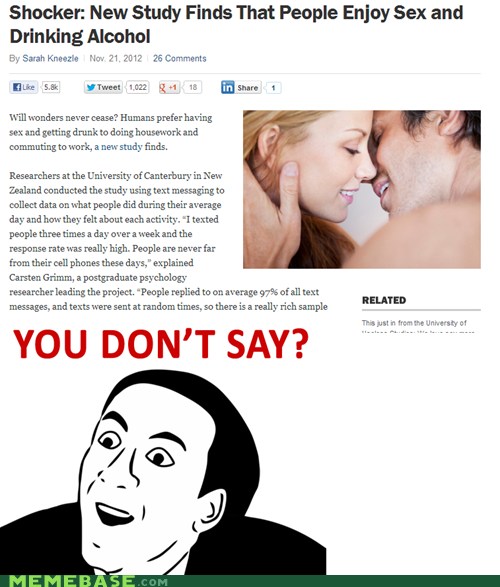 Shocker: New Study Finds That People Enjoy Sex and
Drinking Alcohol
By Sarah Kneezle | Nov. 21, 2012 | 26 Comments
Like 5.8k Tweet 1,022 +1 18 in Share 1
Will wonders never cease? Humans prefer having
sex and getting drunk to doing housework and
commuting to work, a new study finds.
Researchers at the University of Canterbury in New
Zealand conducted the study using text messaging to
collect data on what people did during their average
day and how they felt about each activity. “I texted
people three times a day over a week and the
response rate was really high. People are never far
from their cell phones these days,” explained
Carsten Grimm, a postgraduate psychology
researcher leading the project. “People replied to on average 97% of all text
messages, and texts were sent at random times, so there is a really rich sample
RELATED
This just in from the University of
YOU DON’T SAY?
MEMEBASE.COM